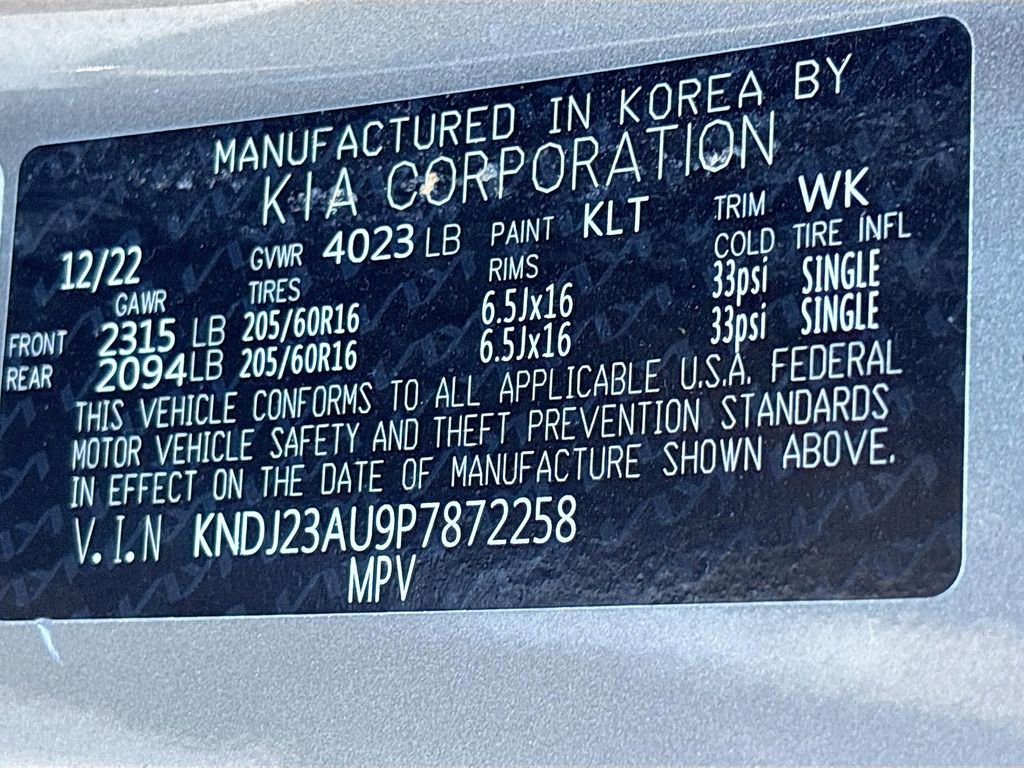 MANUFACTURED IN KOREA BY
KIA CORPORATION
12/22 GVWR 4023 LB PAINT KLT TRIM WK
GAWR TIRES RIMS COLD TIRE INFL
FRONT 2315 LB 205/60R16 6.5Jx16 33psi SINGLE
REAR 2094LB 205/60R16 6.5Jx16 33psi SINGLE
THIS VEHICLE CONFORMS TO ALL APPLICABLE U.S.A. FEDERAL
MOTOR VEHICLE SAFETY AND THEFT PREVENTION STANDARDS
IN EFFECT ON THE DATE OF MANUFACTURE SHOWN ABOVE.
V.I.N KNDJ23AU9P7872258
MPV